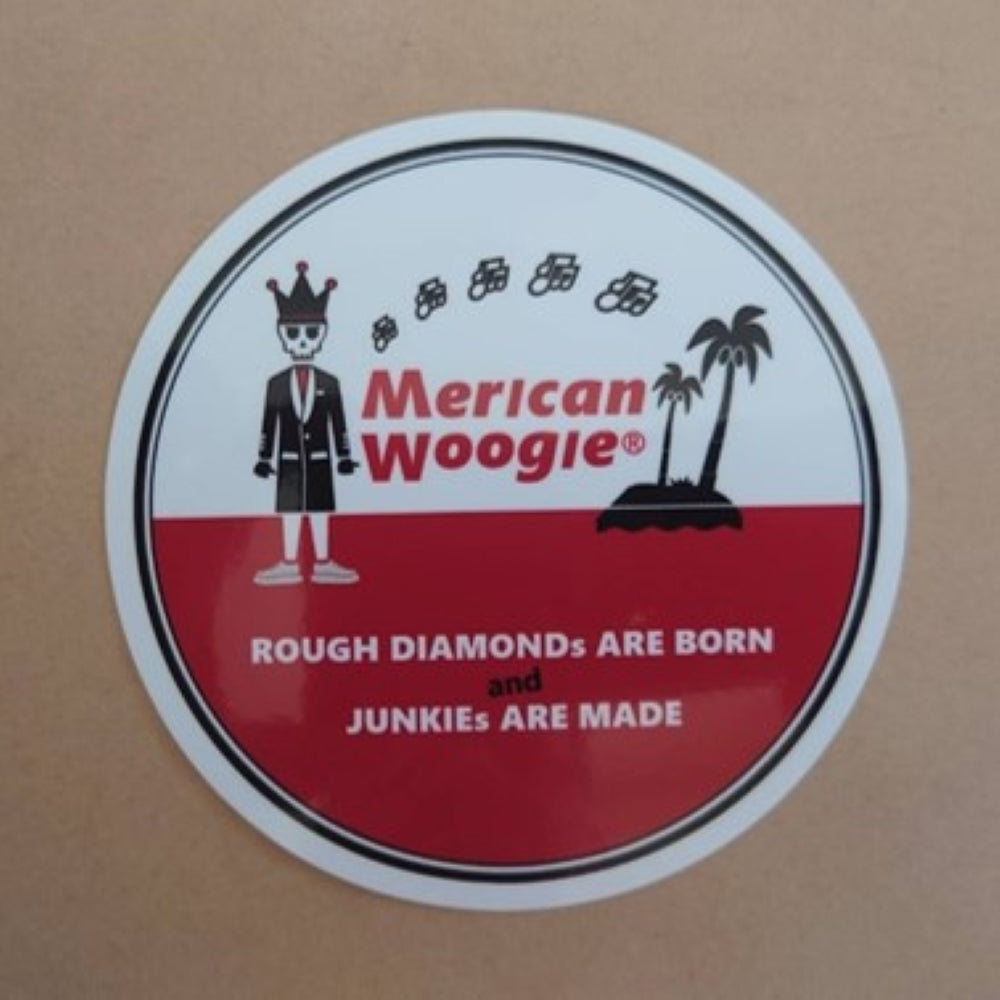 Merican
Woogie®
ROUGH DIAMONDs ARE BORN
and
JUNKIEs ARE MADE